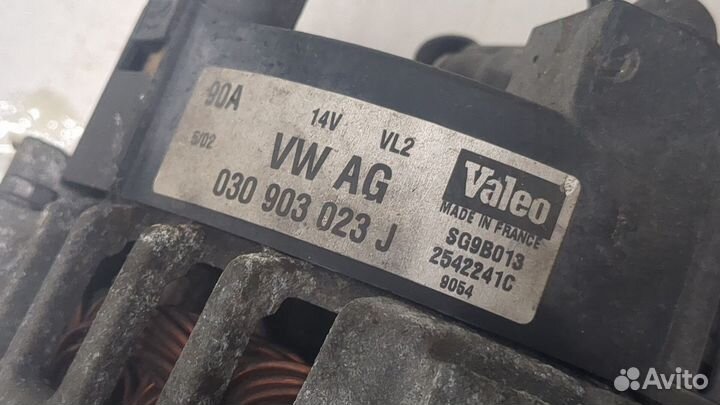 90A 14V VL2
5/02 VW AG
030 903 023 J
Valeo
MADE IN FRANCE
SG9B013
2542241C
9054
Avito